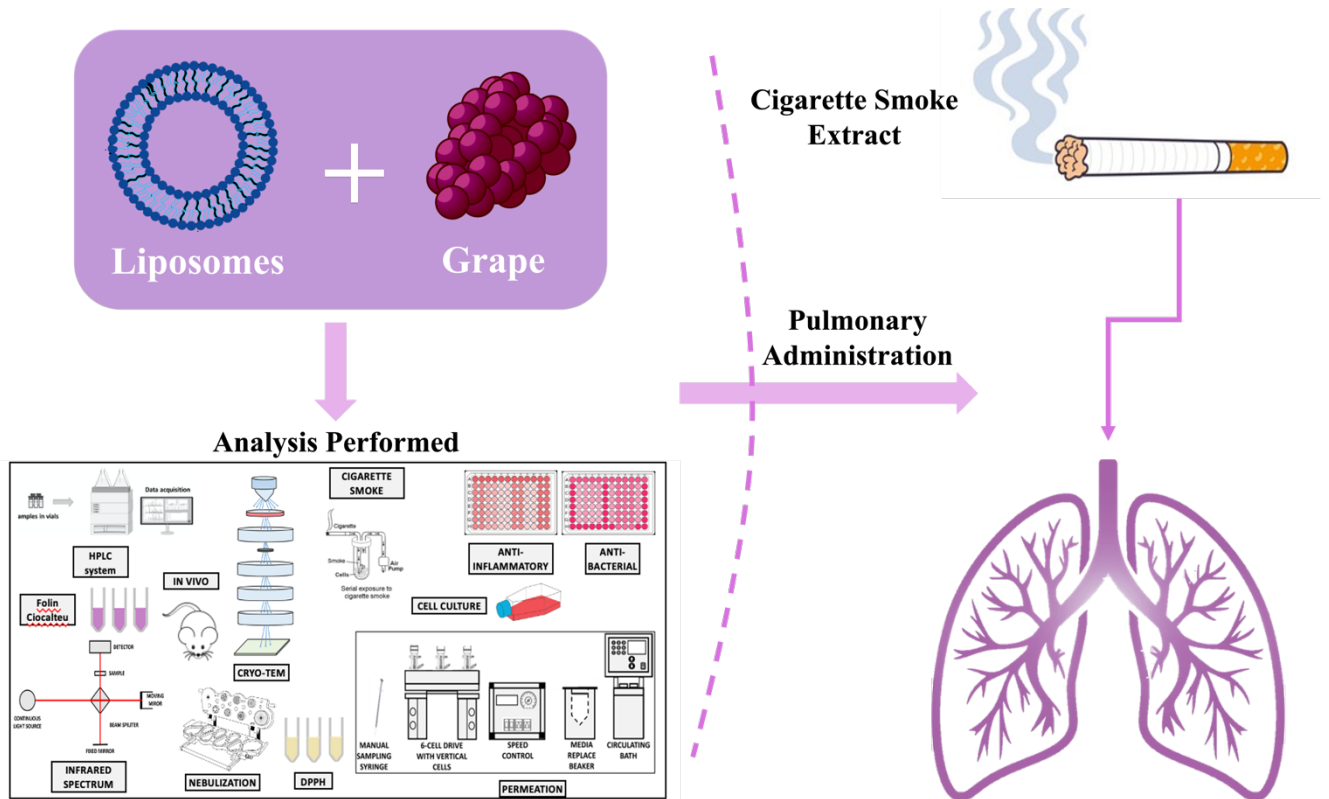 Liposomes
Grape
Cigarette Smoke
Extract
Pulmonary
Administration
Analysis Performed
amples in vials
Data acquisition
HPLC
system
IN VIVO
Folin
Ciocalteu
CRYO-TEM
CIGARETTE
SMOKE
Cigarette
Smoke
Cells
Air
Pump
Serial exposure to
cigarette smoke
ANTI-
INFLAMMATORY
ANTI-
BACTERIAL
CELL CULTURE
DETECTOR
SAMPLE
MOVING
MIROR
CONTINUOUS
LIGHT SOURCE
BEAM SPLITER
FIXED MIRROR
INFRARED
SPECTRUM
NEBULIZATION
DPPH
MANUAL
SAMPLING
SYRINGE
6-CELL DRIVE
WITH VERTICAL
CELLS
SPEED
CONTROL
MEDIA
REPLACE
BEAKER
CIRCULATING
BATH
PERMEATION